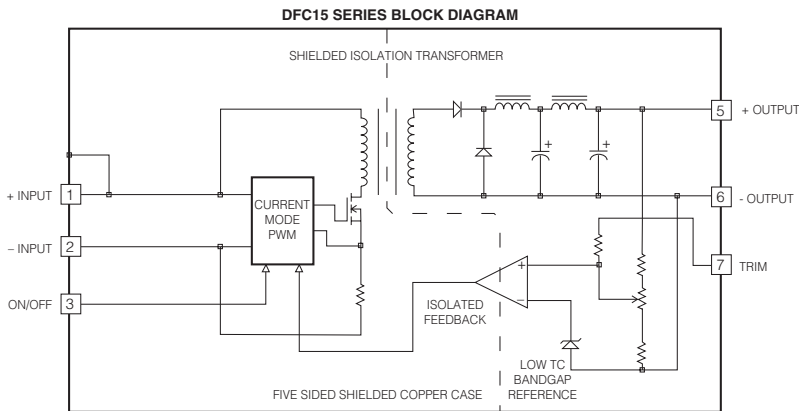 DFC15 SERIES BLOCK DIAGRAM
SHIELDED ISOLATION TRANSFORMER
5
+ OUTPUT
+
+
+ INPUT
1
CURRENT
MODE
PWM
6
- OUTPUT
– INPUT
2
7
TRIM
+
–
ON/OFF
3
ISOLATED
FEEDBACK
LOW TC
BANDGAP
REFERENCE
FIVE SIDED SHIELDED COPPER CASE